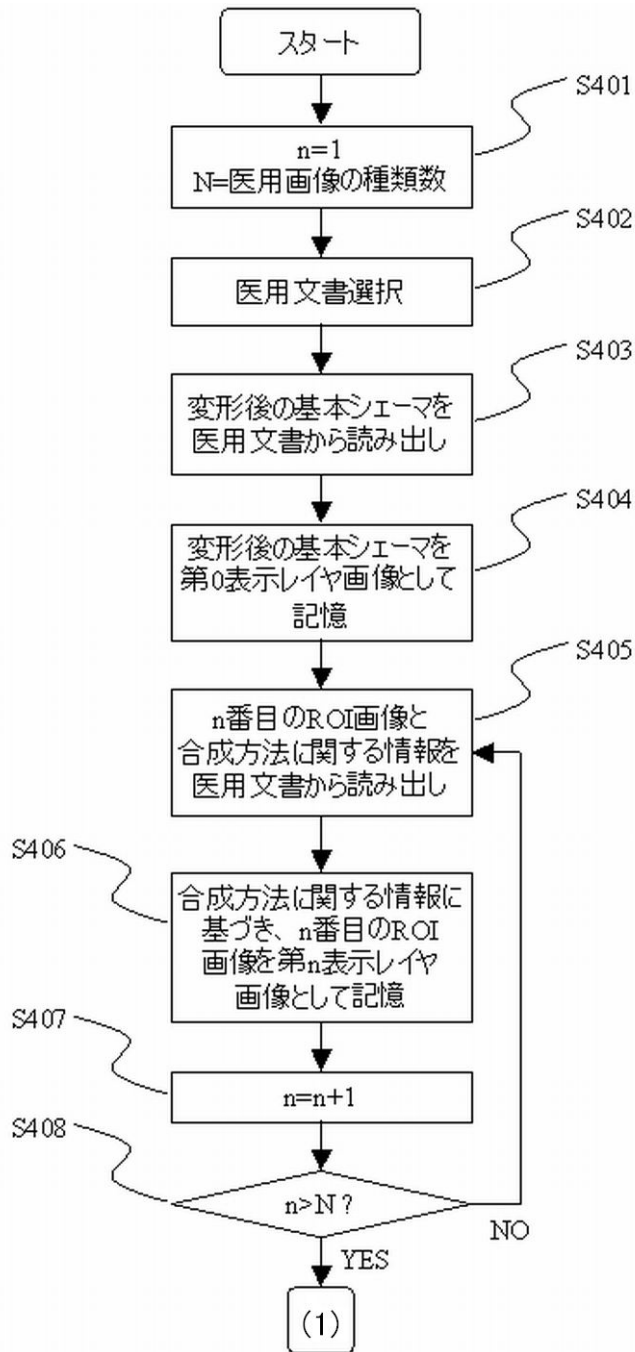 スタート
S401
n=1
N=医用画像の種類数
S402
医用文書選択
S403
変形後の基本シェーマを
医用文書から読み出し
S404
変形後の基本シェーマを
第0表示レイヤ画像として
記憶
S405
n番目のROI画像と
合成方法に関する情報を
医用文書から読み出し
S406
合成方法に関する情報に
基づき、n番目のROI
画像を第n表示レイヤ
画像として記憶
S407
n=n+1
S408
n>N?
NO
YES
(1)